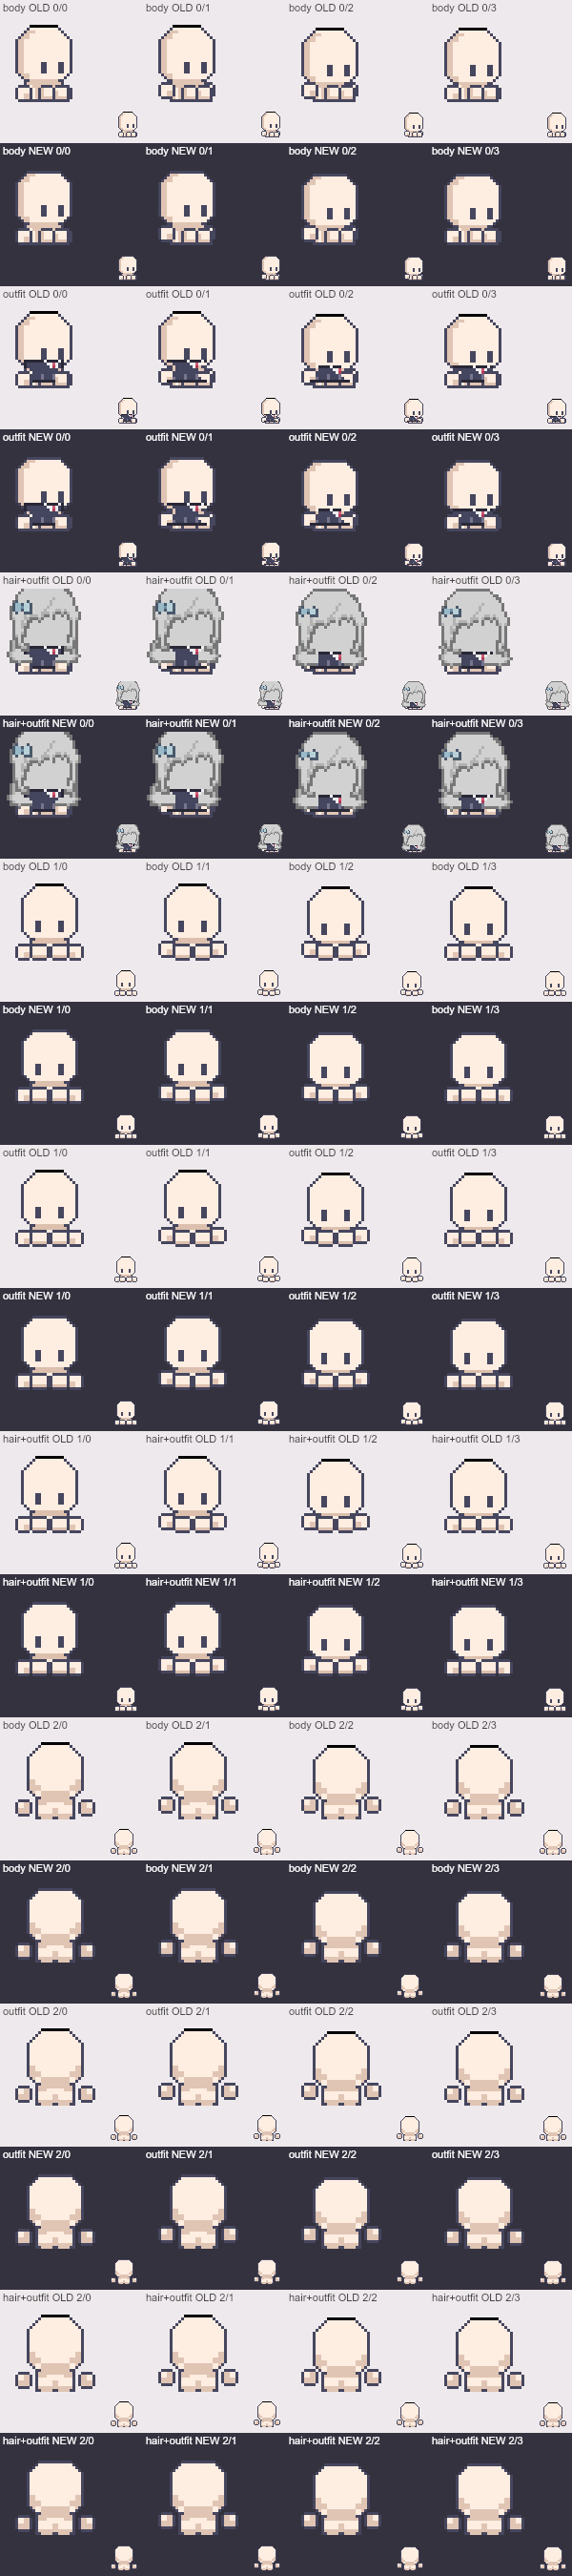 body OLD 0/0 body OLD 0/1 body OLD 0/2 body OLD 0/3
body NEW 0/0 body NEW 0/1 body NEW 0/2 body NEW 0/3
outfit OLD 0/0 outfit OLD 0/1 outfit OLD 0/2 outfit OLD 0/3
outfit NEW 0/0 outfit NEW 0/1 outfit NEW 0/2 outfit NEW 0/3
hair+outfit OLD 0/0 hair+outfit OLD 0/1 hair+outfit OLD 0/2 hair+outfit OLD 0/3
hair+outfit NEW 0/0 hair+outfit NEW 0/1 hair+outfit NEW 0/2 hair+outfit NEW 0/3
body OLD 1/0 body OLD 1/1 body OLD 1/2 body OLD 1/3
body NEW 1/0 body NEW 1/1 body NEW 1/2 body NEW 1/3
outfit OLD 1/0 outfit OLD 1/1 outfit OLD 1/2 outfit OLD 1/3
outfit NEW 1/0 outfit NEW 1/1 outfit NEW 1/2 outfit NEW 1/3
hair+outfit OLD 1/0 hair+outfit OLD 1/1 hair+outfit OLD 1/2 hair+outfit OLD 1/3
hair+outfit NEW 1/0 hair+outfit NEW 1/1 hair+outfit NEW 1/2 hair+outfit NEW 1/3
body OLD 2/0 body OLD 2/1 body OLD 2/2 body OLD 2/3
body NEW 2/0 body NEW 2/1 body NEW 2/2 body NEW 2/3
outfit OLD 2/0 outfit OLD 2/1 outfit OLD 2/2 outfit OLD 2/3
outfit NEW 2/0 outfit NEW 2/1 outfit NEW 2/2 outfit NEW 2/3
hair+outfit OLD 2/0 hair+outfit OLD 2/1 hair+outfit OLD 2/2 hair+outfit OLD 2/3
hair+outfit NEW 2/0 hair+outfit NEW 2/1 hair+outfit NEW 2/2 hair+outfit NEW 2/3